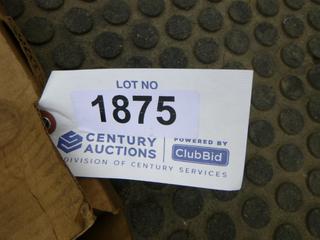 LOT NO
1875
CENTURY
AUCTIONS
DIVISION OF CENTURY SERVICES
POWERED BY
ClubBid